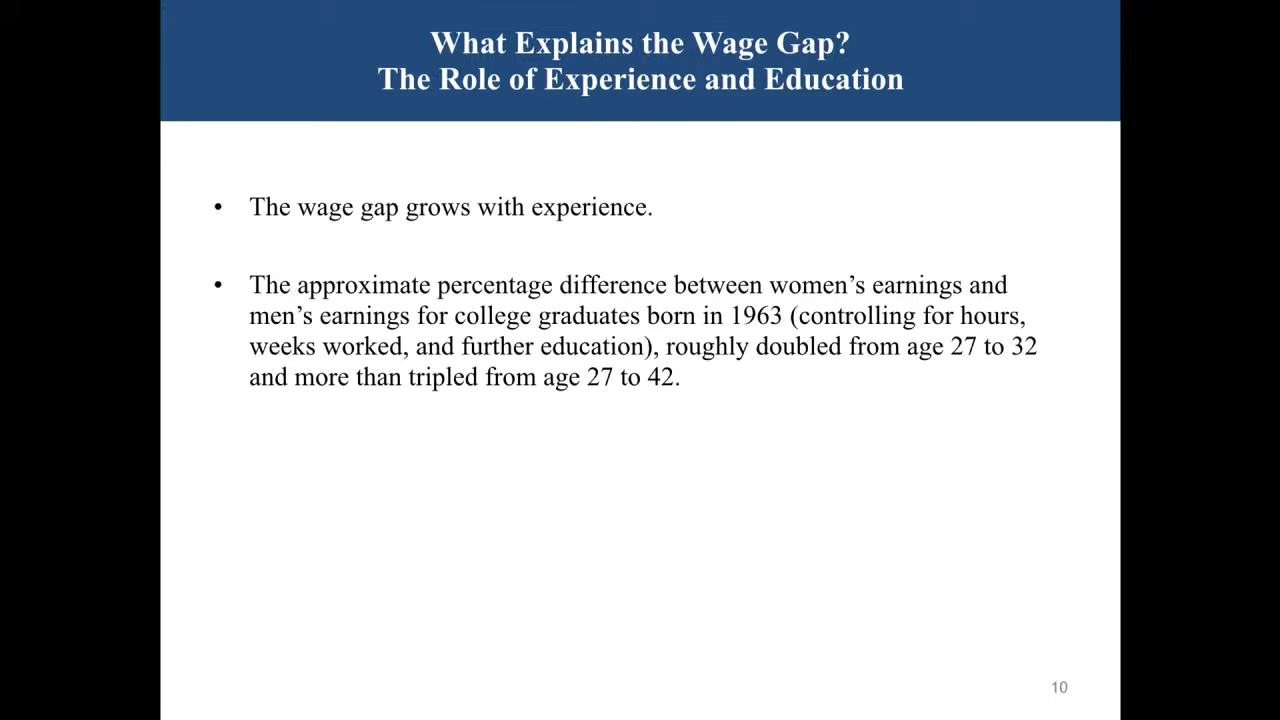 What Explains the Wage Gap?
The Role of Experience and Education
• The wage gap grows with experience.
• The approximate percentage difference between women’s earnings and
men’s earnings for college graduates born in 1963 (controlling for hours,
weeks worked, and further education), roughly doubled from age 27 to 32
and more than tripled from age 27 to 42.
10